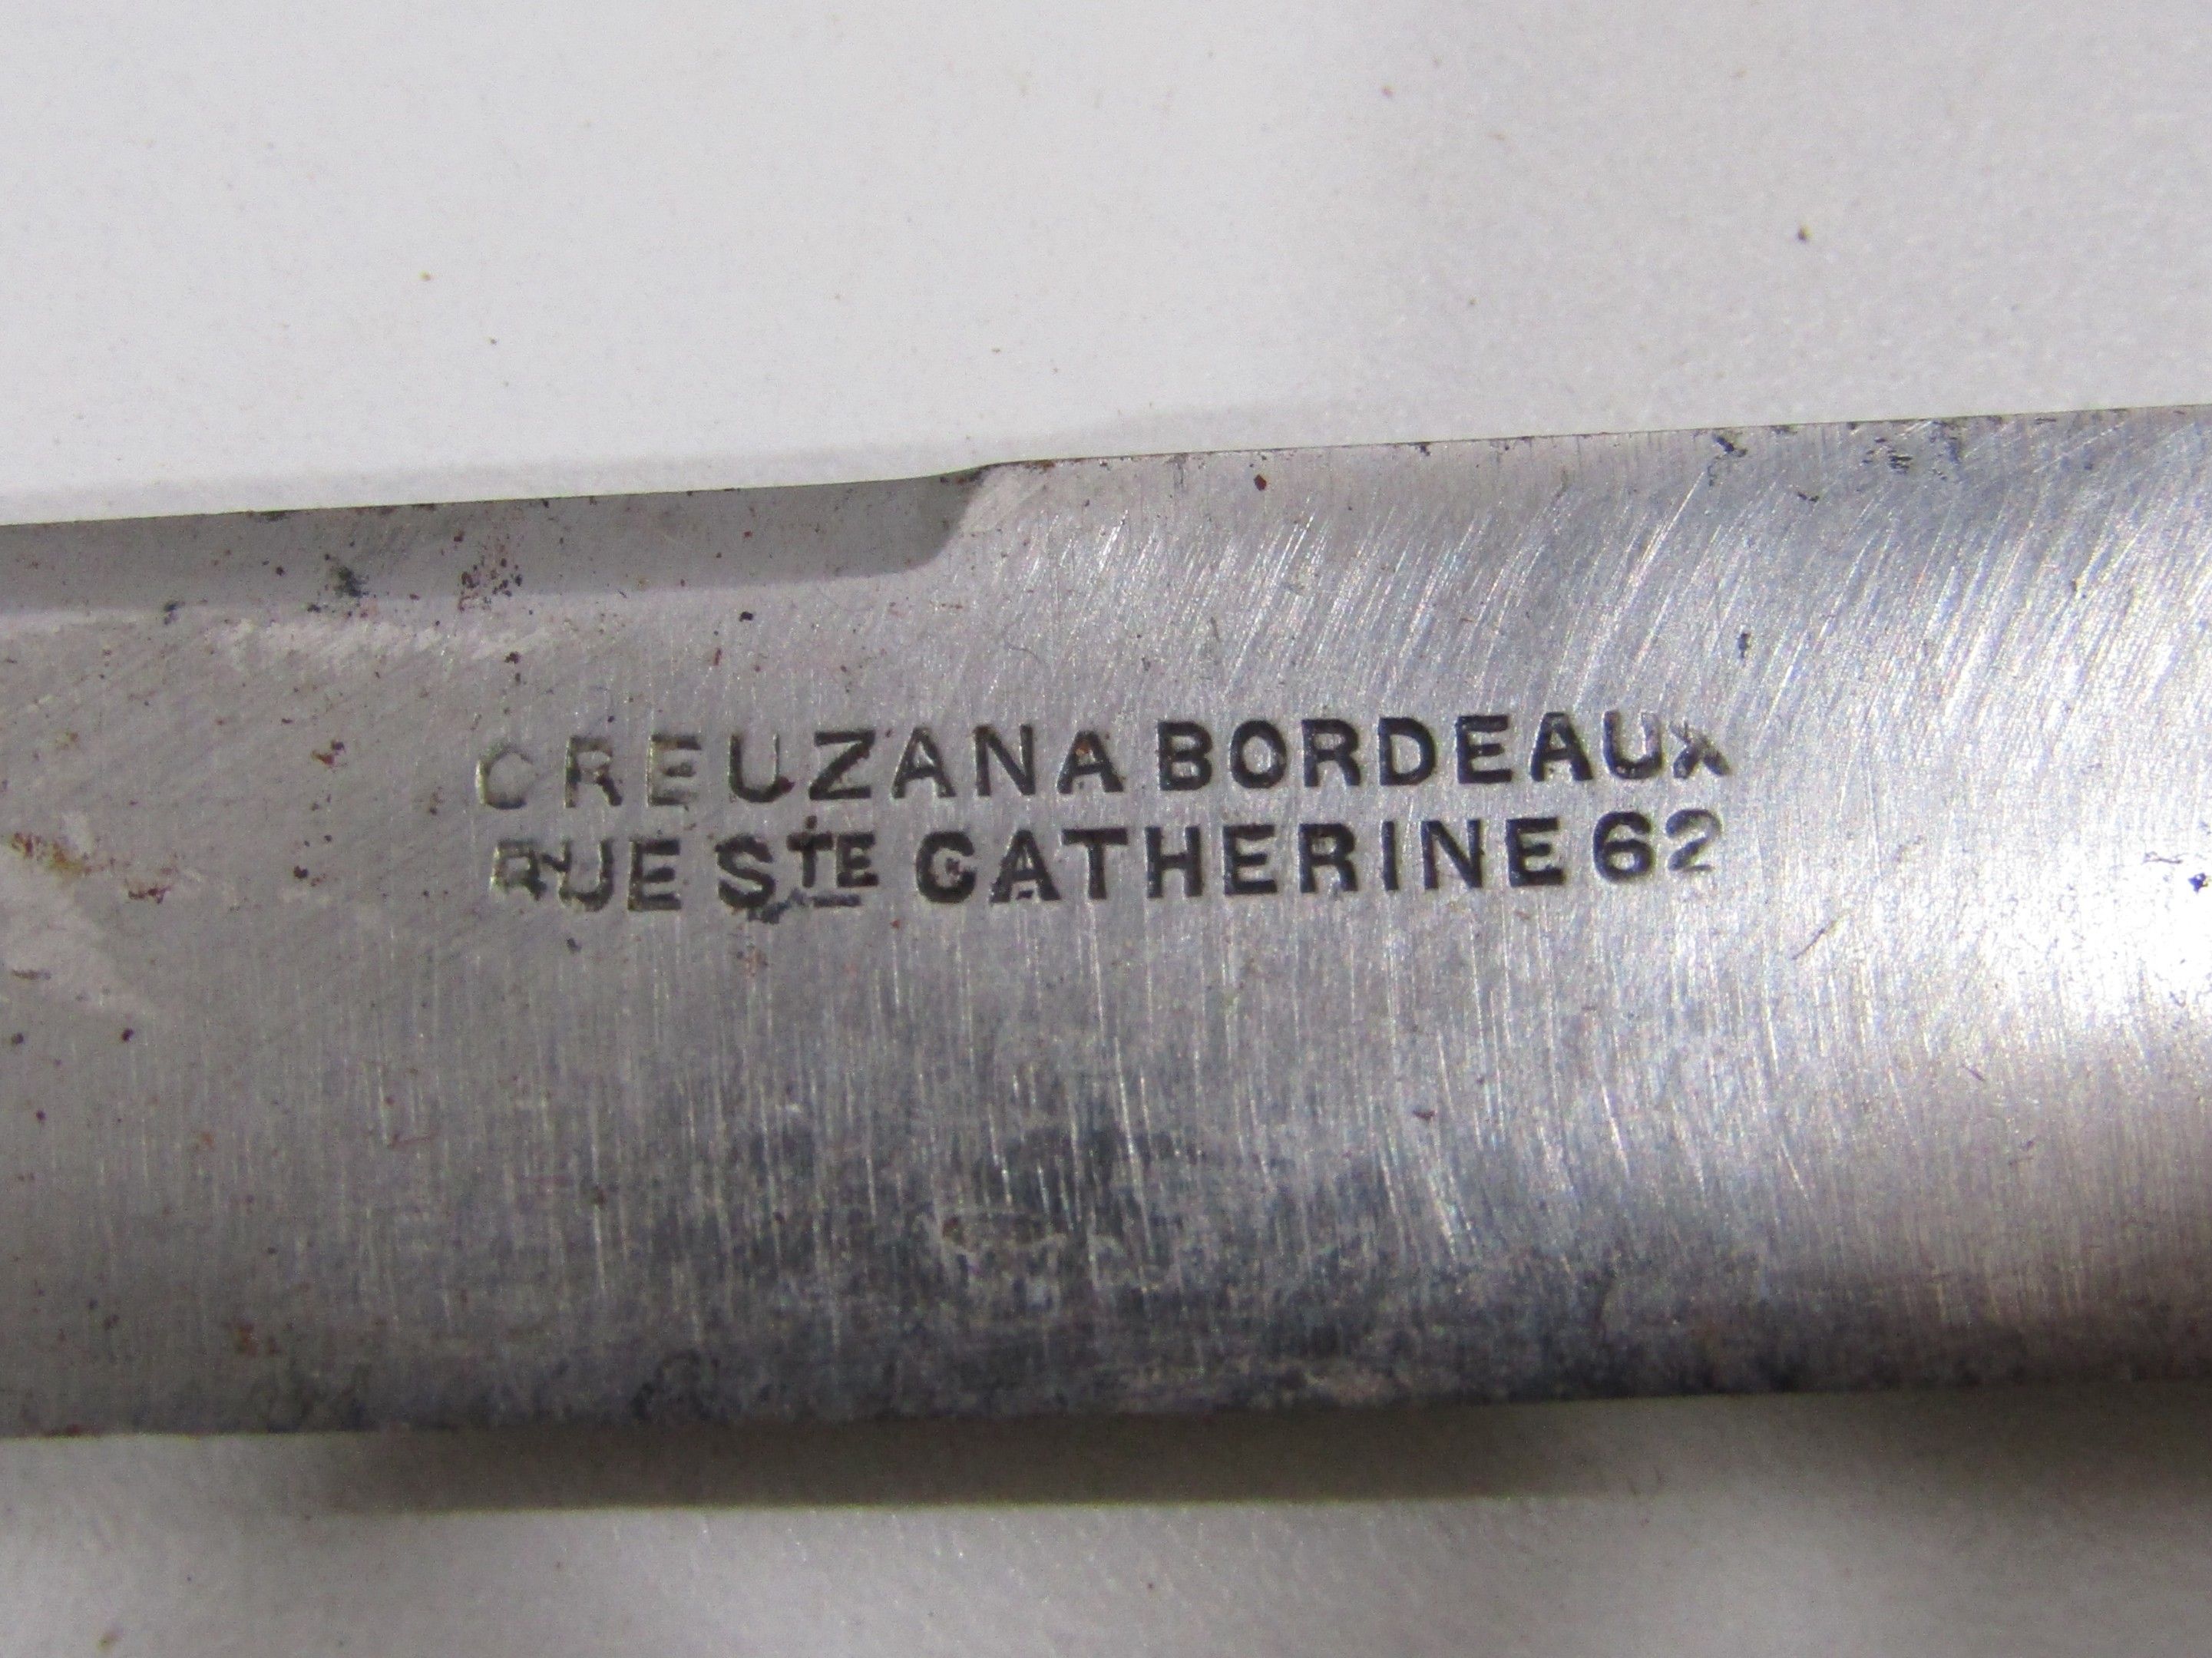 CREUZANA BORDEAUX
RUE STE CATHERINE 62